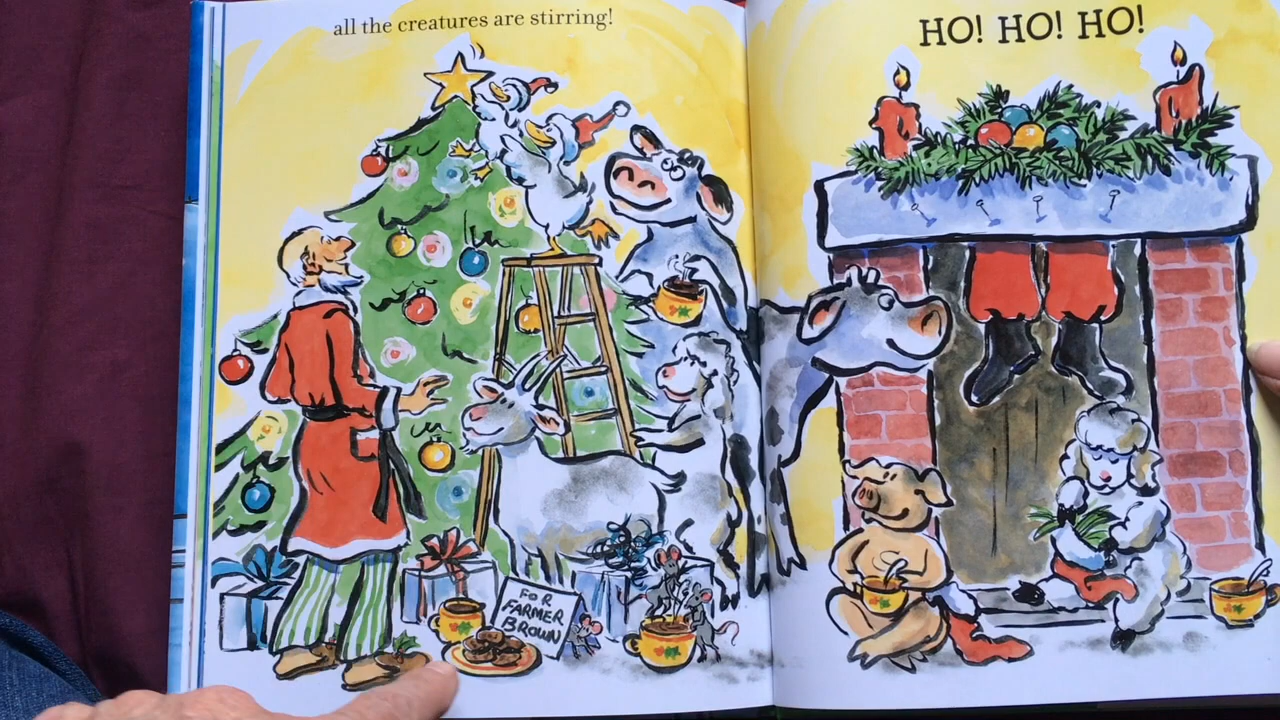 all the creatures are stirring!
FOR
FARMER
BROWN
HO! HO! HO!